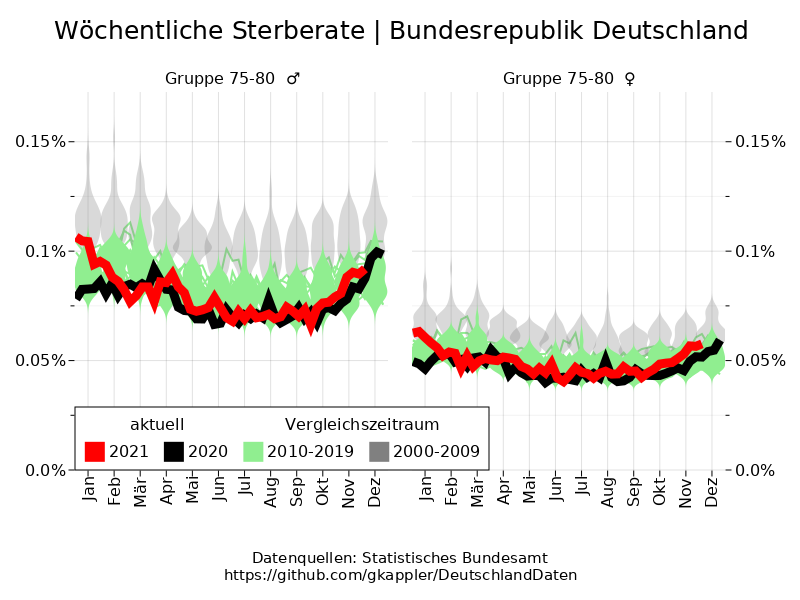 Wöchentliche Sterberate | Bundesrepublik Deutschland
Gruppe 75-80 ♂
Gruppe 75-80 ♀
0.15%
0.1%
0.05%
0.0%
0.15%
0.1%
0.05%
0.0%
aktuell Vergleichszeitraum
2021 2020 2010-2019 2000-2009
Jan Feb Mär Apr Mai Jun Jul Aug Sep Okt Nov Dez
Jan Feb Mär Apr Mai Jun Jul Aug Sep Okt Nov Dez
Datenquellen: Statistisches Bundesamt
https://github.com/gkappler/DeutschlandDaten